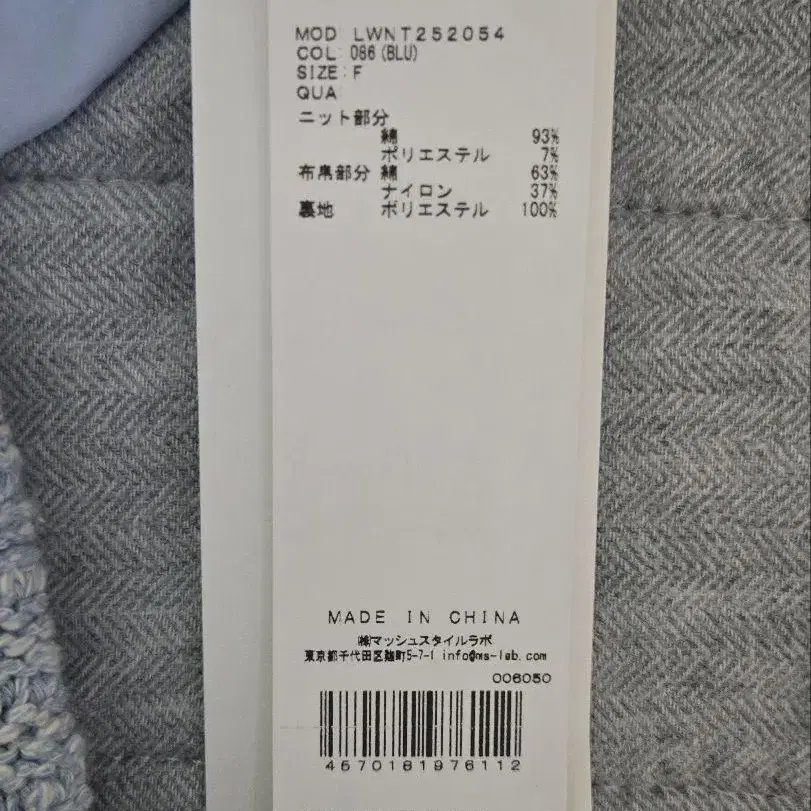 MOD LWNT252054
COL: 086 (BLU)
SIZE: F
QUA
ニット部分
綿 93%
ポリエステル 7%
布帛部分 綿 63%
ナイロン 37%
裏地 ポリエステル 100%
MADE IN CHINA
㈱マッシュスタイルラボ
東京都千代田区麹町5-7-1 info@ms-lab.com
006050
4570181976112